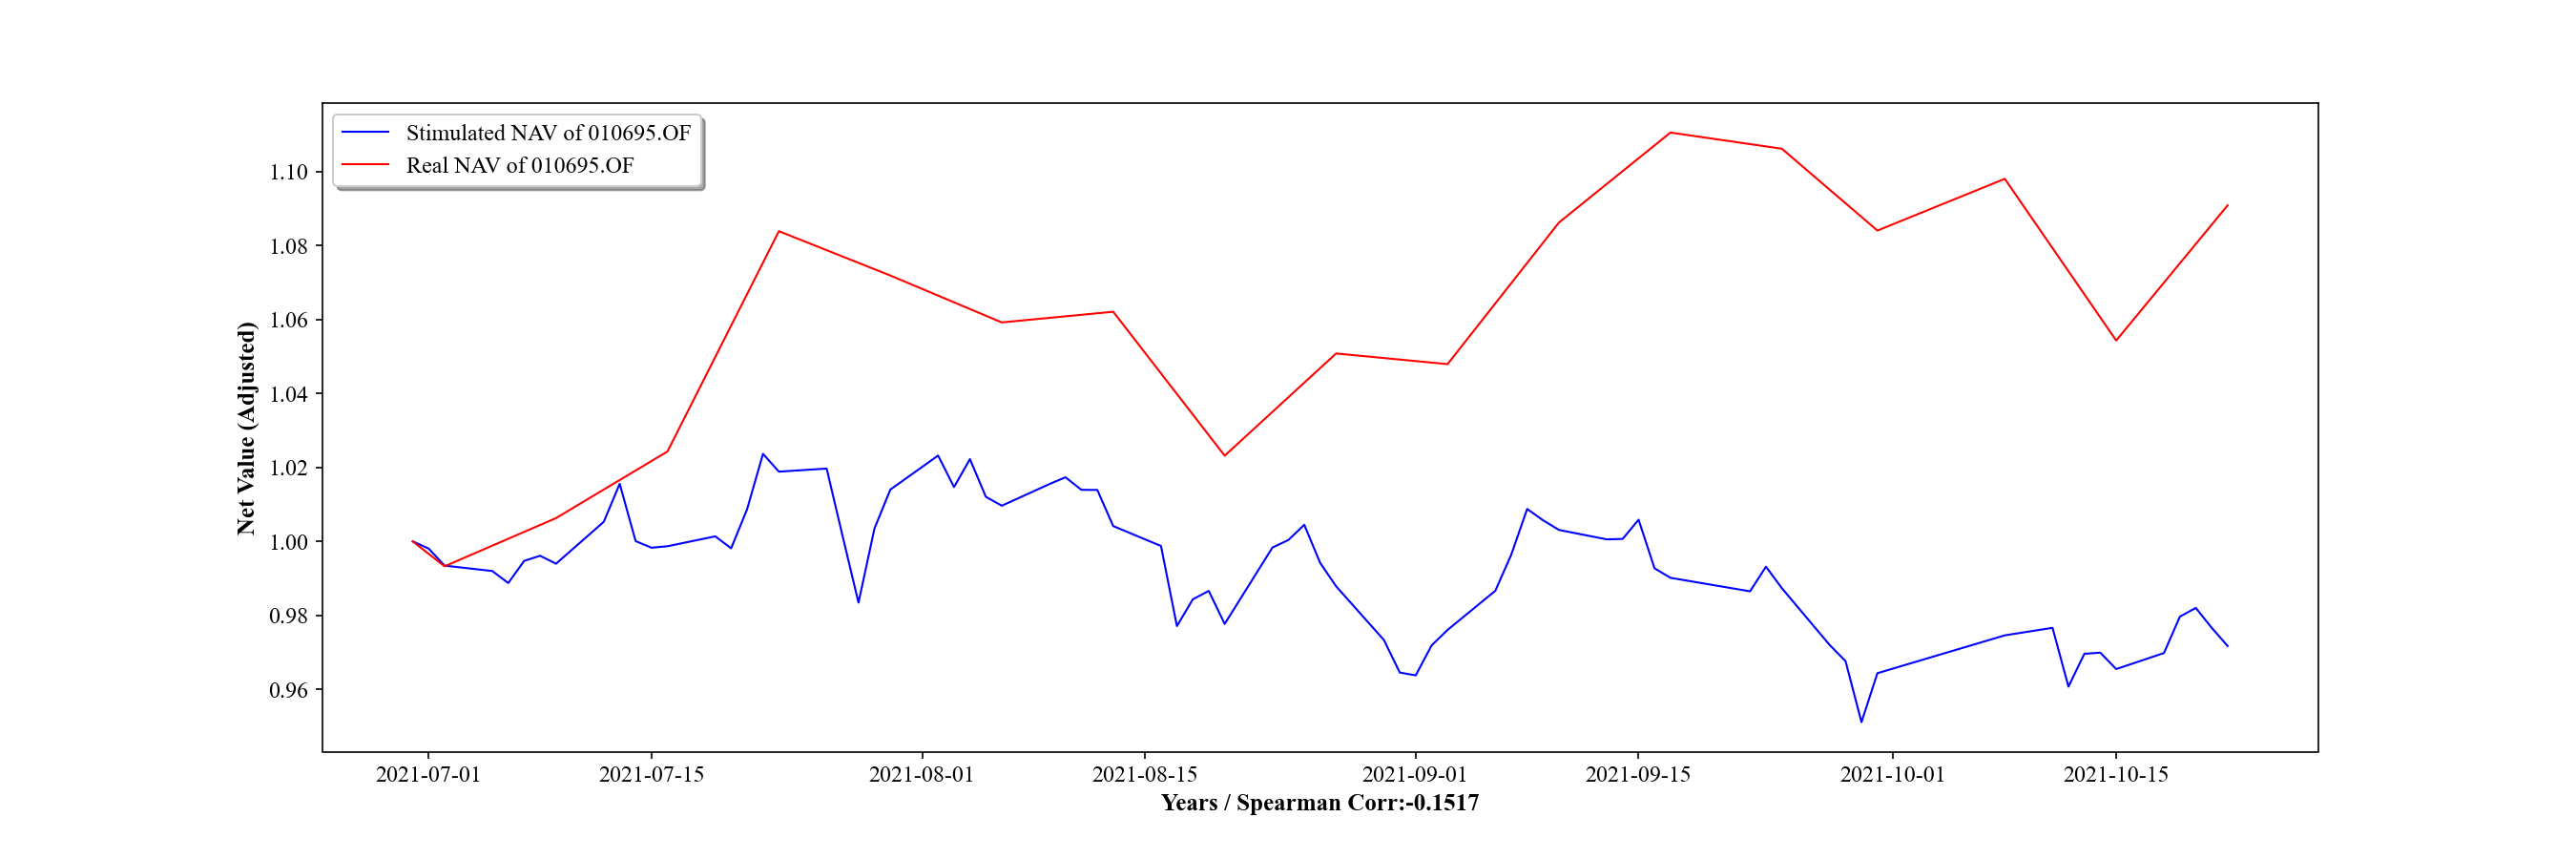 Stimulated NAV of 010695.OF
Real NAV of 010695.OF
1.10
1.08
1.06
1.04
1.02
1.00
0.98
0.96
Net Value (Adjusted)
2021-07-01 2021-07-15 2021-08-01 2021-08-15 2021-09-01 2021-09-15 2021-10-01 2021-10-15
Years / Spearman Corr:-0.1517